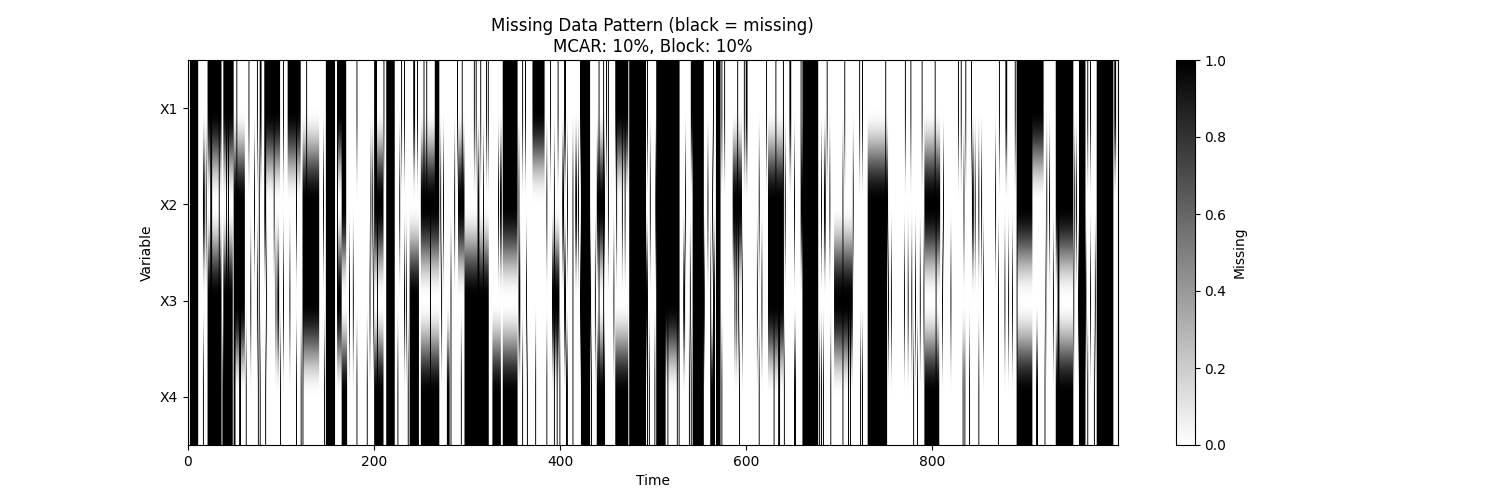 Missing Data Pattern (black = missing)
MCAR: 10%, Block: 10%
X1
X2
X3
X4
Variable
0 200 400 600 800
Time
1.0
0.8
0.6
0.4
0.2
0.0
Missing